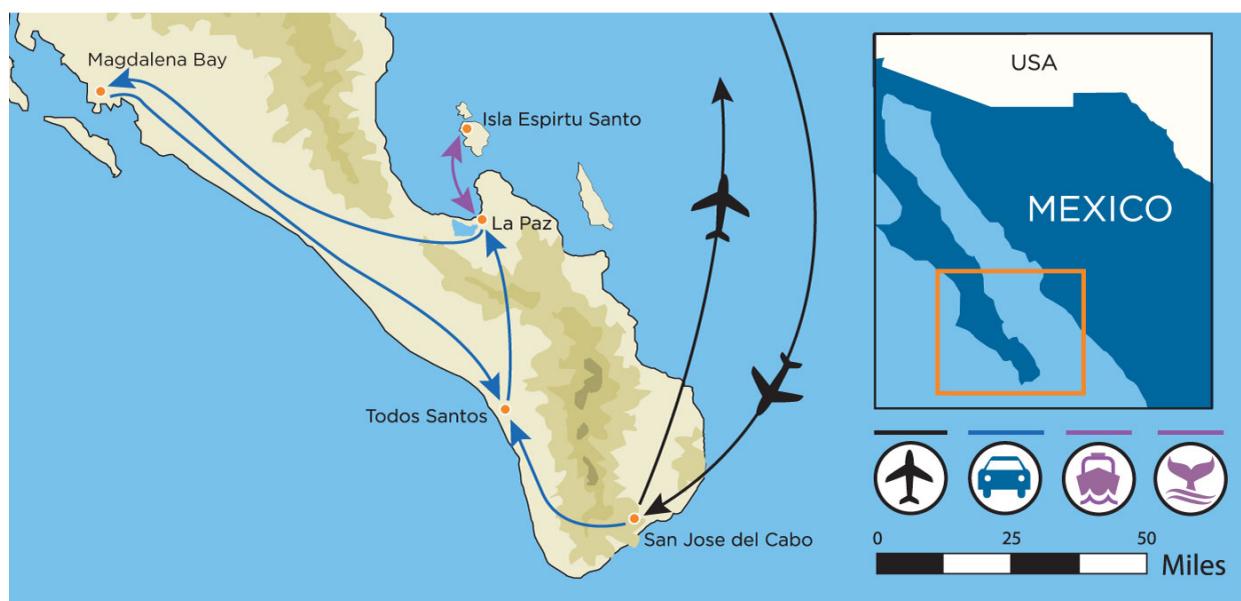 Magdalena Bay
Isla Espirtu Santo
La Paz
Todos Santos
San Jose del Cabo
USA
MEXICO
0 25 50
Miles